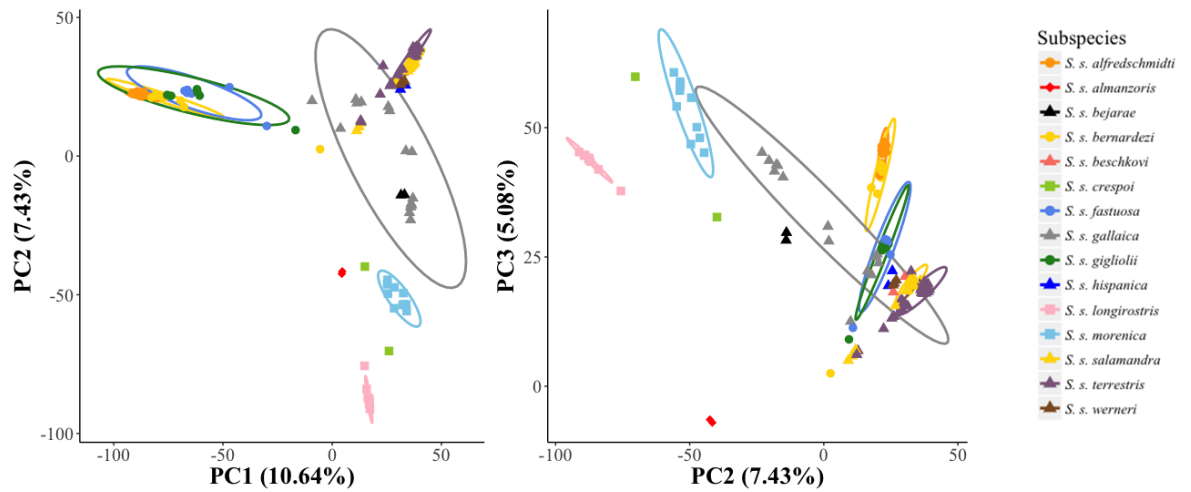 50
0
-50
-100
PC2 (7.43%)
-100
-50
0
50
PC1 (10.64%)
50
25
0
PC3 (5.08%)
-100
-50
0
50
PC2 (7.43%)
Subspecies
S. s. alfredschmidti
S. s. almanzoris
S. s. bejarae
S. s. bernardezi
S. s. beschkovi
S. s. crespoi
S. s. fastuosa
S. s. gallaica
S. s. gigliolii
S. s. hispanica
S. s. longirostris
S. s. morenica
S. s. salamandra
S. s. terrestris
S. s. werneri